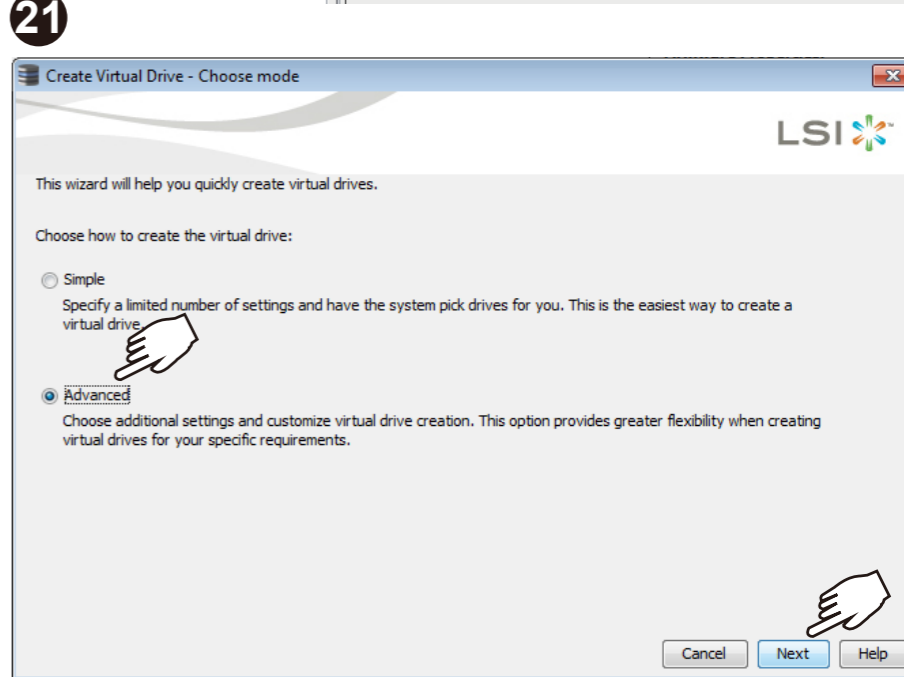 21
Create Virtual Drive - Choose mode
LSI
This wizard will help you quickly create virtual drives.
Choose how to create the virtual drive:
Simple
Specify a limited number of settings and have the system pick drives for you. This is the easiest way to create a
virtual drive.
Advanced
Choose additional settings and customize virtual drive creation. This option provides greater flexibility when creating
virtual drives for your specific requirements.
Cancel Next Help